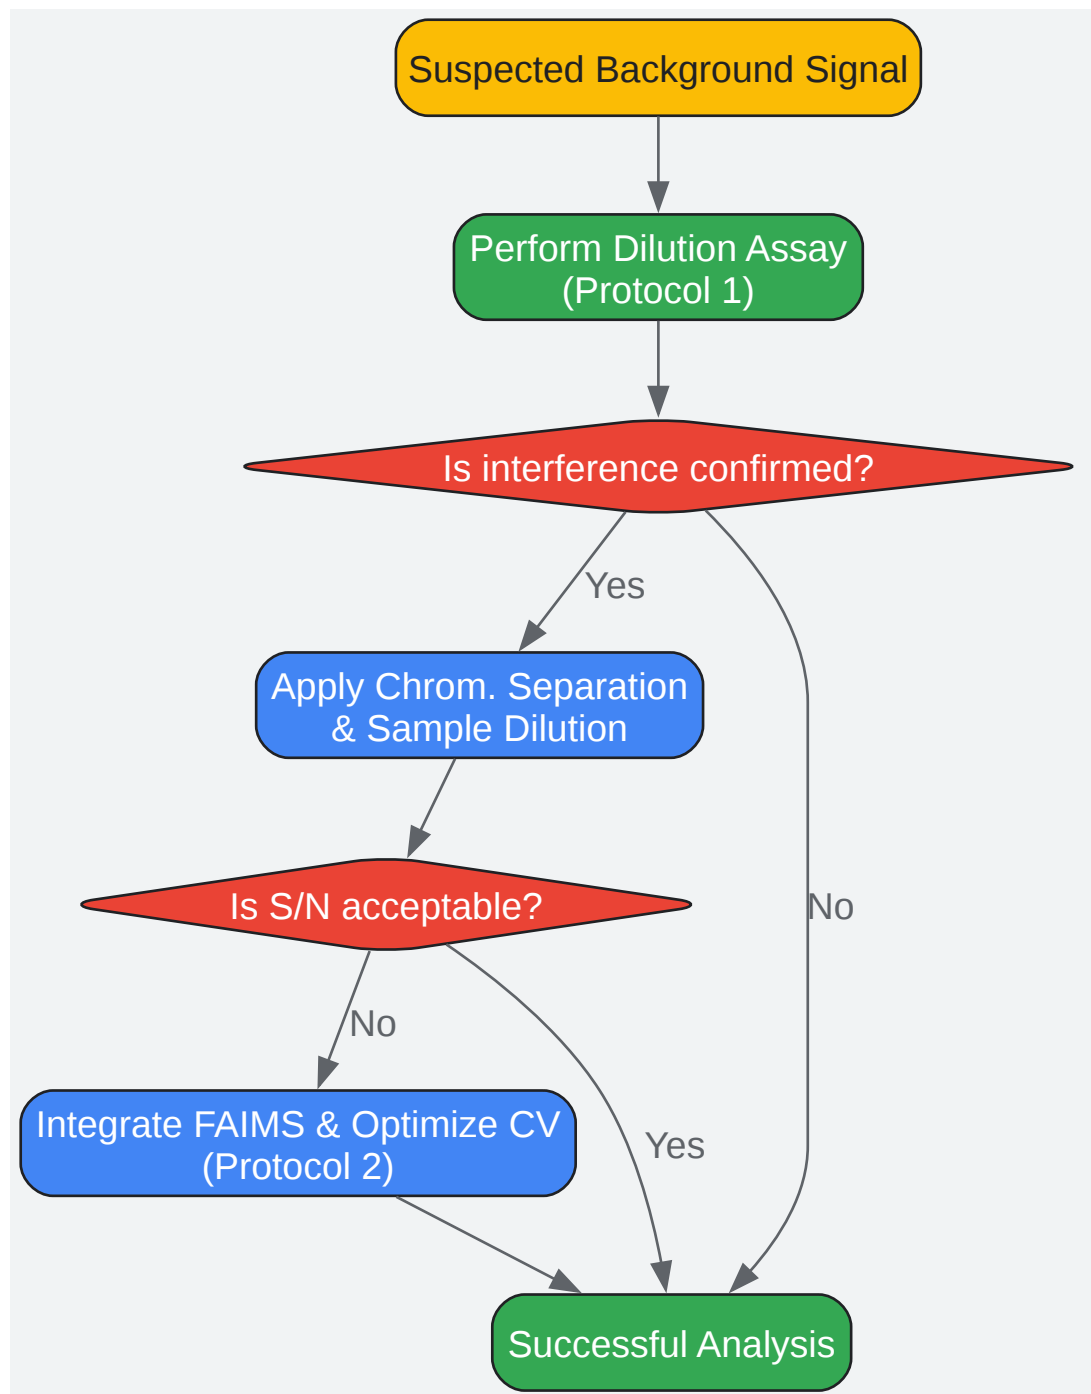 Suspected Background Signal
Perform Dilution Assay
(Protocol 1)
Is interference confirmed?
Yes
Apply Chrom. Separation
& Sample Dilution
Is S/N acceptable?
No
No
Integrate FAIMS & Optimize CV
(Protocol 2)
Yes
Successful Analysis